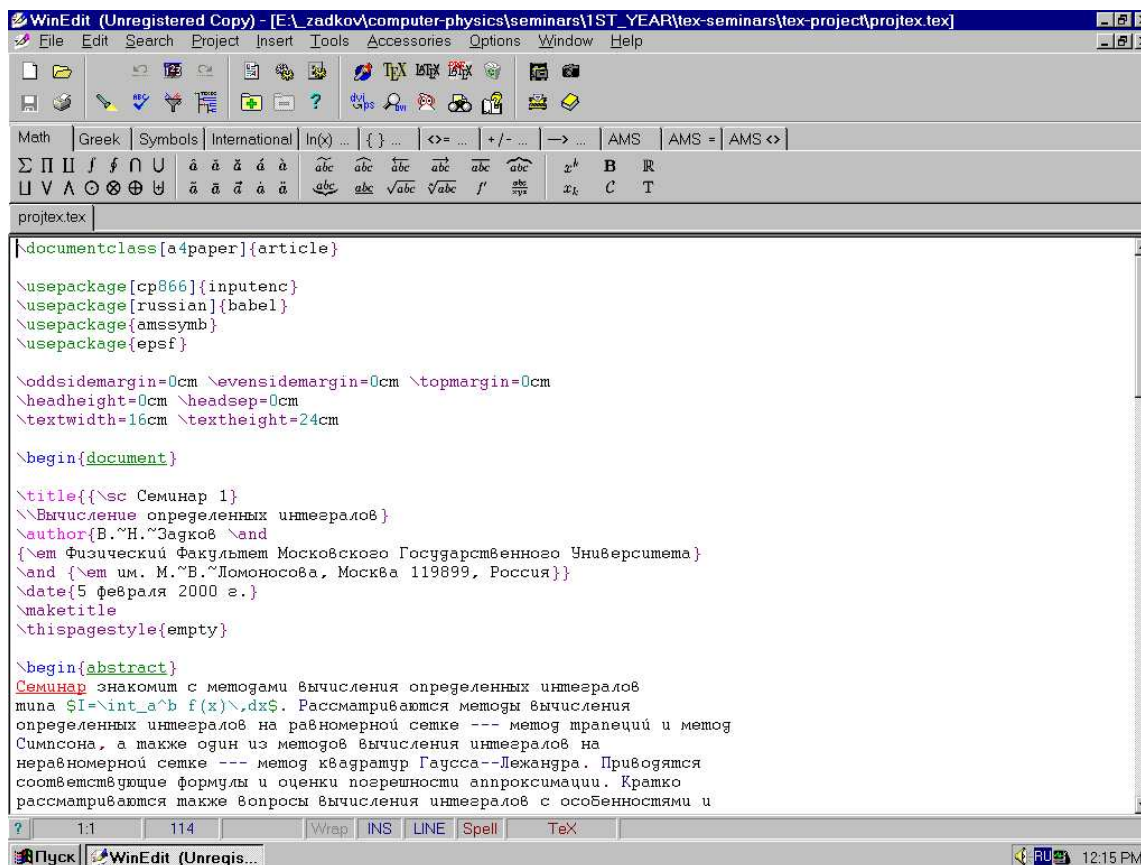 WinEdit (Unregistered Copy) - [E:\_zadkov\computer-physics\seminars\1ST_YEAR\tex-seminars\tex-project\projtex.tex]
File Edit Search Project Insert Tools Accessories Options Window Help
TEX LATEX
dvi ps
Math Greek Symbols International ln(x) ... { } ... <>= ... +/- ... —> ... AMS AMS = AMS <>
projtex.tex
\documentclass[a4paper]{article}
\usepackage[cp866]{inputenc}
\usepackage[russian]{babel}
\usepackage{amssymb}
\usepackage{epsf}
\oddsidemargin=0cm \evensidemargin=0cm \topmargin=0cm
\headheight=0cm \headsep=0cm
\textwidth=16cm \textheight=24cm
\begin{document}
\title{{\sc Семинар 1}
\\Вычисление определенных интегралов}
\author{В.~Н.~Задков \and
{\em Физический Факультет Московского Государственного Университета}
\and {\em им. М.~В.~Ломоносова, Москва 119899, Россия}}
\date{5 февраля 2000 г.}
\maketitle
\thispagestyle{empty}
\begin{abstract}
Семинар знакомит с методами вычисления определенных интегралов
типа $I=\int_a^b f(x)\,dx$. Рассматриваются методы вычисления
определенных интегралов на равномерной сетке --- метод трапеций и метод
Симпсона, а также один из методов вычисления интегралов на
неравномерной сетке --- метод квадратур Гаусса--Лежандра. Приводятся
соответствующие формулы и оценки погрешности аппроксимации. Кратко
рассматриваются также вопросы вычисления интегралов с особенностями и
? 1:1 114 Wrap INS LINE Spell TeX
Пуск WinEdit (Unregis... RU 12:15 PM